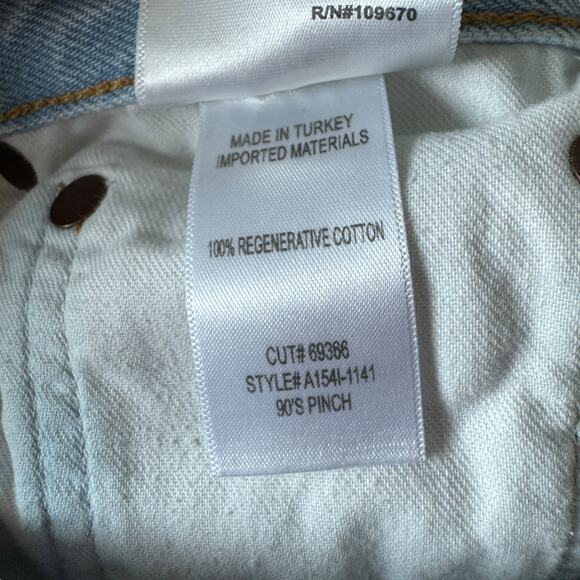 R/N#109670
MADE IN TURKEY
IMPORTED MATERIALS
100% REGENERATIVE COTTON
CUT# 69366
STYLE# A154I-1141
90'S PINCH